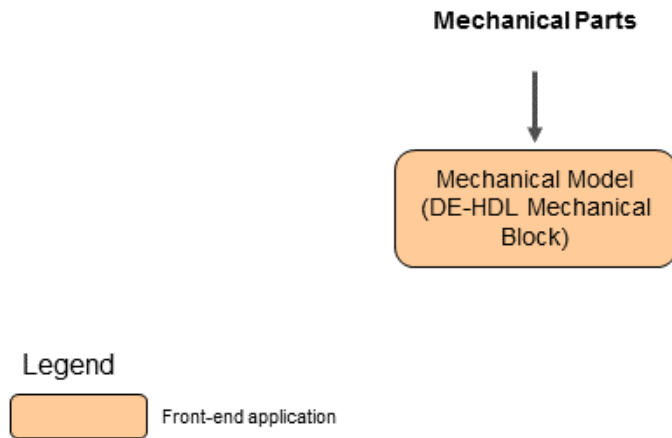 Mechanical Parts
Mechanical Model
(DE-HDL Mechanical
Block)
Legend
Front-end application